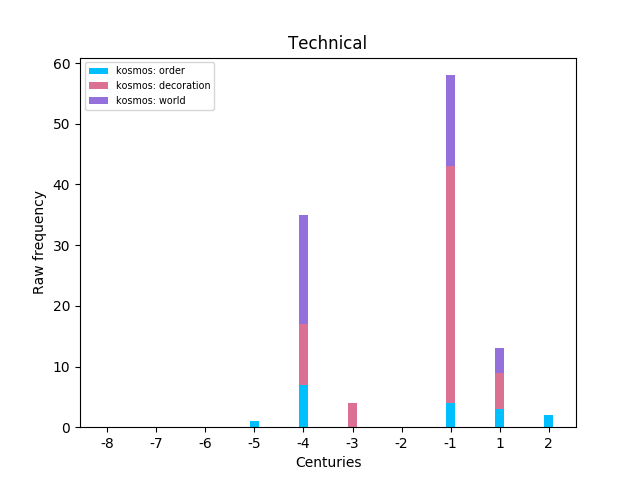 Technical
kosmos: order
kosmos: decoration
kosmos: world
Raw frequency
60
50
40
30
20
10
0
-8 -7 -6 -5 -4 -3 -2 -1 1 2
Centuries